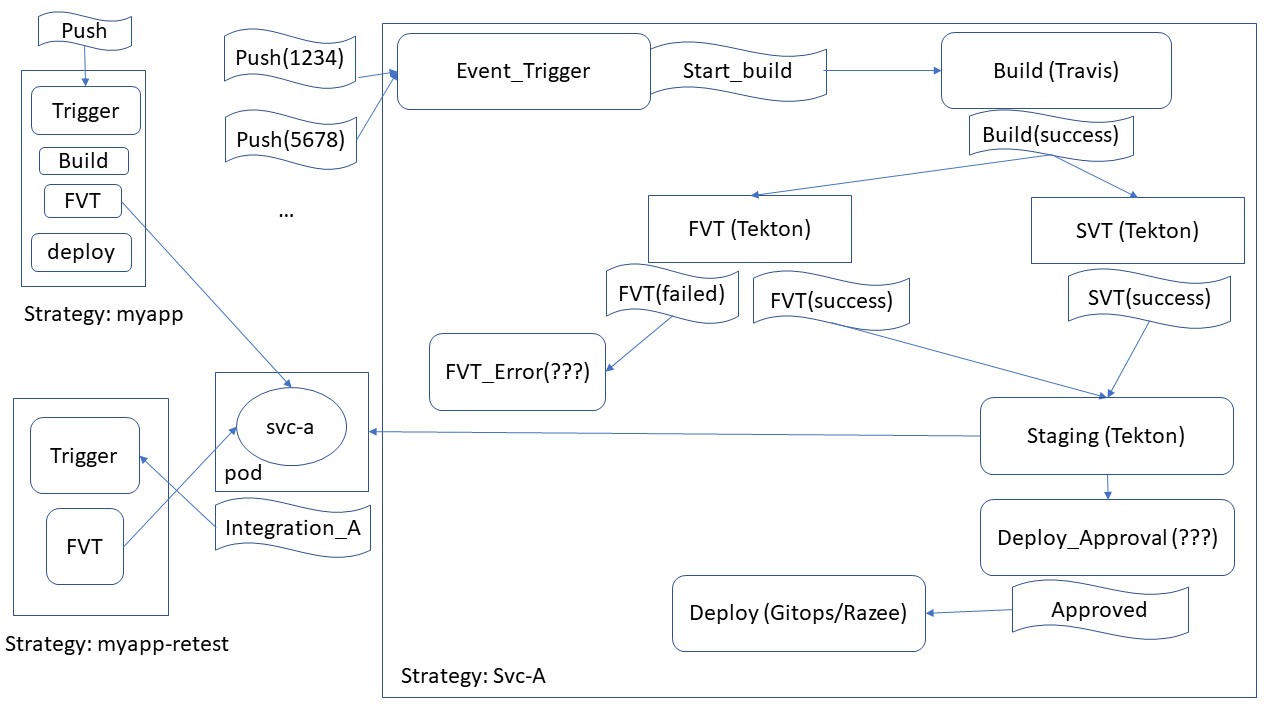 Push
Trigger
Build
FVT
deploy
Strategy: myapp
Push(1234)
Push(5678)
...
Event_Trigger
Start_build
Build (Travis)
Build(success)
FVT (Tekton)
SVT (Tekton)
FVT(failed)
FVT(success)
SVT(success)
FVT_Error(???)
Staging (Tekton)
Deploy_Approval (???)
Approved
Deploy (Gitops/Razee)
Strategy: Svc-A
svc-a
pod
Integration_A
Trigger
FVT
Strategy: myapp-retest